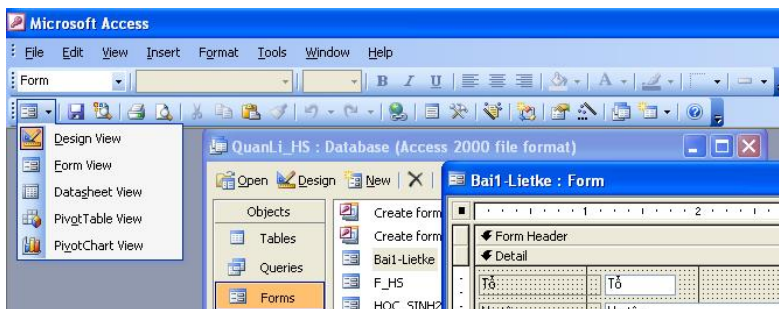 Microsoft Access
File Edit View Insert Format Tools Window Help
Form B I U A
Design View
Form View
Datasheet View
PivotTable View
PivotChart View
QuanLi_HS : Database (Access 2000 file format)
Open Design New
Objects
Tables
Queries
Forms
Create form
Create form
Bai1-Lietke
F_HS
HOC_SINH2
Bai1-Lietke : Form
1 2
Form Header
Detail
Tổ Tổ